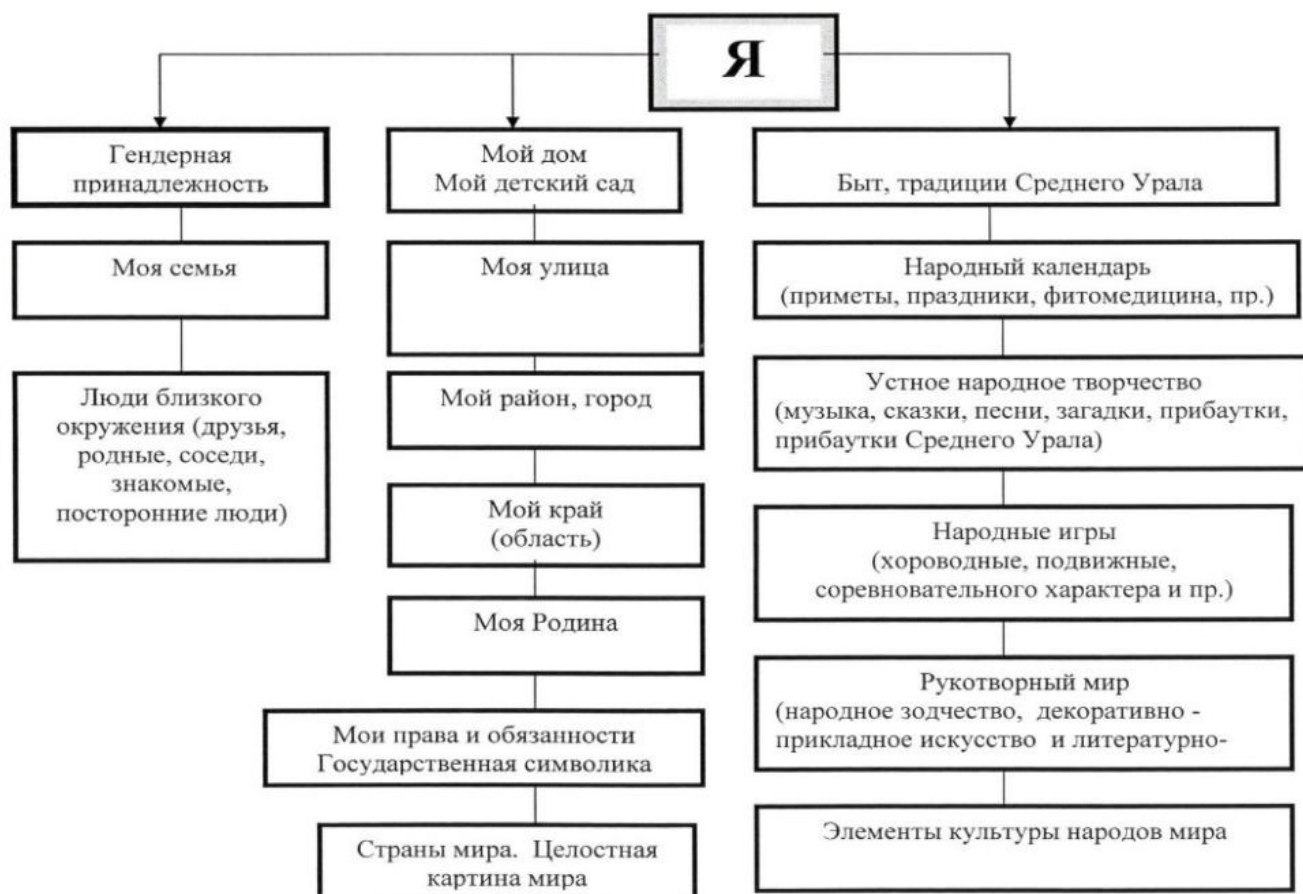 Я
Гендерная
принадлежность
Моя семья
Люди близкого
окружения (друзья,
родные, соседи,
знакомые,
посторонние люди)
Мой дом
Мой детский сад
Моя улица
Мой район, город
Мой край
(область)
Моя Родина
Мои права и обязанности
Государственная символика
Страны мира. Целостная
картина мира
Быт, традиции Среднего Урала
Народный календарь
(приметы, праздники, фитомедицина, пр.)
Устное народное творчество
(музыка, сказки, песни, загадки, прибаутки,
прибаутки Среднего Урала)
Народные игры
(хороводные, подвижные,
соревновательного характера и пр.)
Рукотворный мир
(народное зодчество, декоративно -
прикладное искусство и литературно-
Элементы культуры народов мира